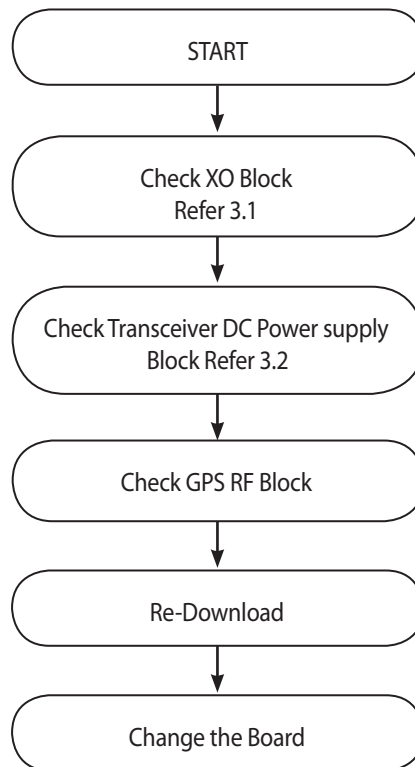 START
Check XO Block
Refer 3.1
Check Transceiver DC Power supply
Block Refer 3.2
Check GPS RF Block
Re-Download
Change the Board